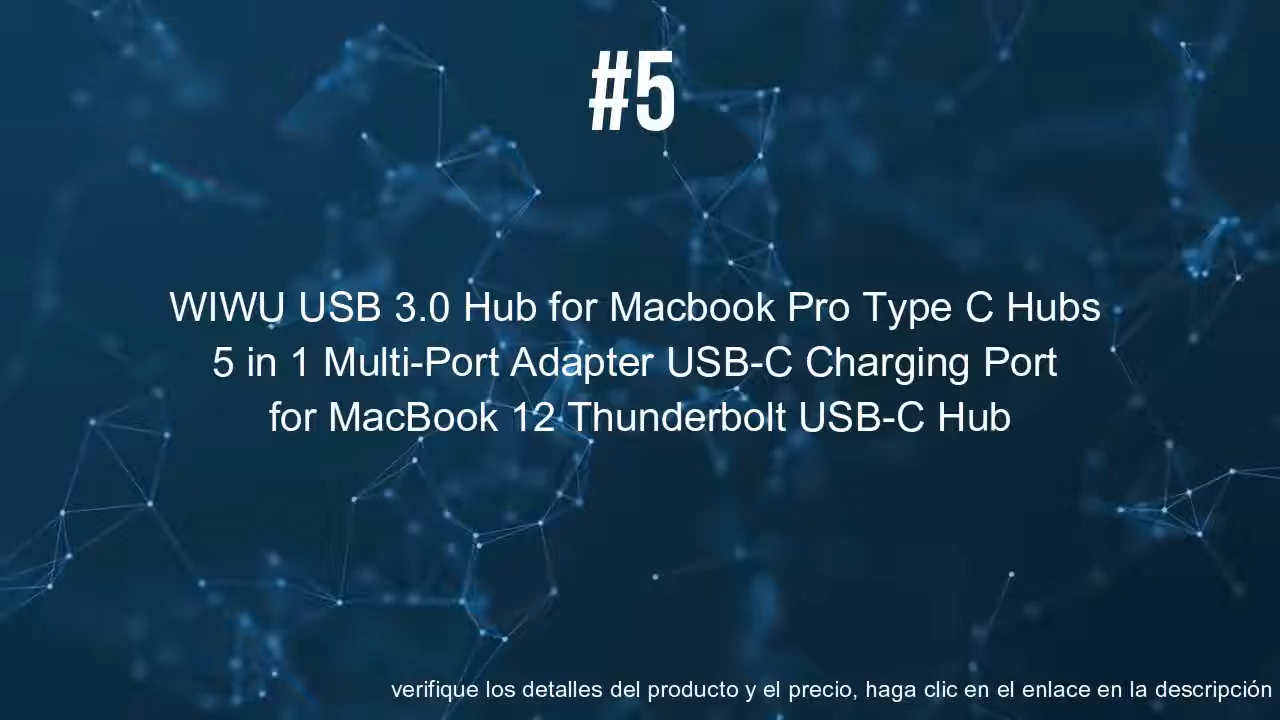 #5
WIWU USB 3.0 Hub for Macbook Pro Type C Hubs
5 in 1 Multi-Port Adapter USB-C Charging Port
for MacBook 12 Thunderbolt USB-C Hub
verifique los detalles del producto y el precio, haga clic en el enlace en la descripción